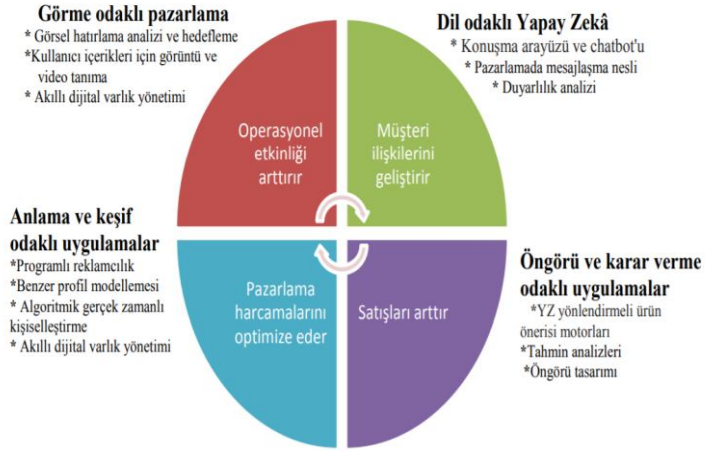 Görme odaklı pazarlama
* Görsel hatırlama analizi ve hedefleme
*Kullanıcı içerikleri için görüntü ve
video tanıma
* Akıllı dijital varlık yönetimi
Dil odaklı Yapay Zekâ
* Konuşma arayüzü ve chatbot'u
* Pazarlamada mesajlaşma nesli
* Duyarlılık analizi
Operasyonel
etkinliği
arttırır
Müşteri
ilişkilerini
geliştirir
Anlama ve keşif
odaklı uygulamalar
*Programlı reklamcılık
*Benzer profil modellemesi
* Algoritmik gerçek zamanlı
kişiselleştirme
* Akıllı dijital varlık yönetimi
Pazarlama
harcamalarını
optimize eder
Satışları arttır
Öngörü ve karar verme
odaklı uygulamalar
*YZ yönlendirmeli ürün
önerisi motorları
*Tahmin analizleri
*Öngörü tasarımı